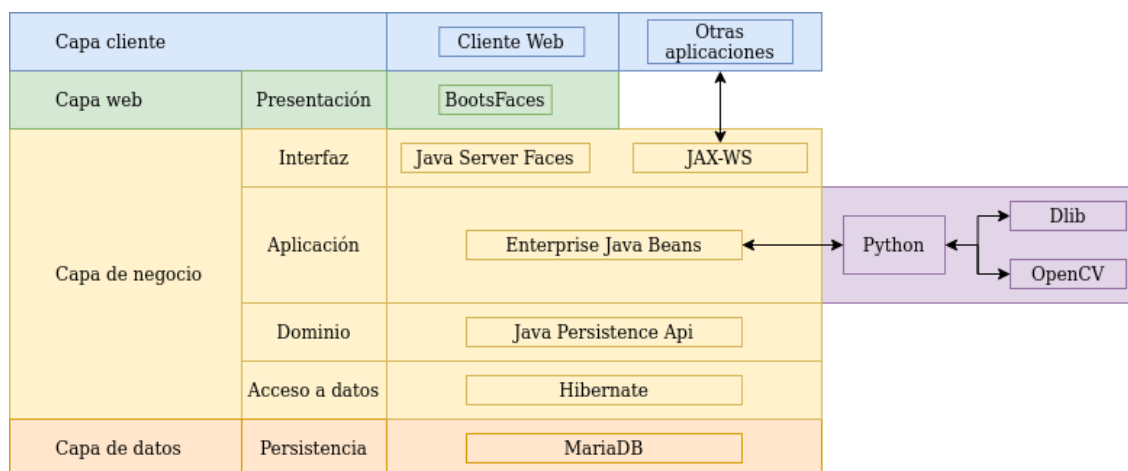 Capa cliente
Cliente Web
Otras
aplicaciones
Capa web
Presentación
BootsFaces
Interfaz
Java Server Faces
JAX-WS
Capa de negocio
Aplicación
Enterprise Java Beans
Python
Dlib
OpenCV
Dominio
Java Persistence Api
Acceso a datos
Hibernate
Capa de datos
Persistencia
MariaDB